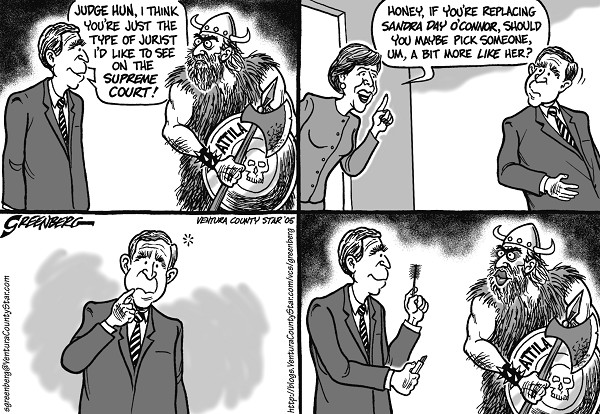 JUDGE HUN, I THINK
YOU'RE JUST THE
TYPE OF JURIST
I'D LIKE TO SEE
ON THE
SUPREME
COURT!
ATTILA
HONEY, IF YOU'RE REPLACING
SANDRA DAY O'CONNOR, SHOULD
YOU MAYBE PICK SOMEONE,
UM, A BIT MORE LIKE HER?
GREENBERG
VENTURA COUNTY STAR '05
sgreenberg@VenturaCountyStar.com
http://blogs.VenturaCountyStar.com/vcs/greenberg
ATTILA